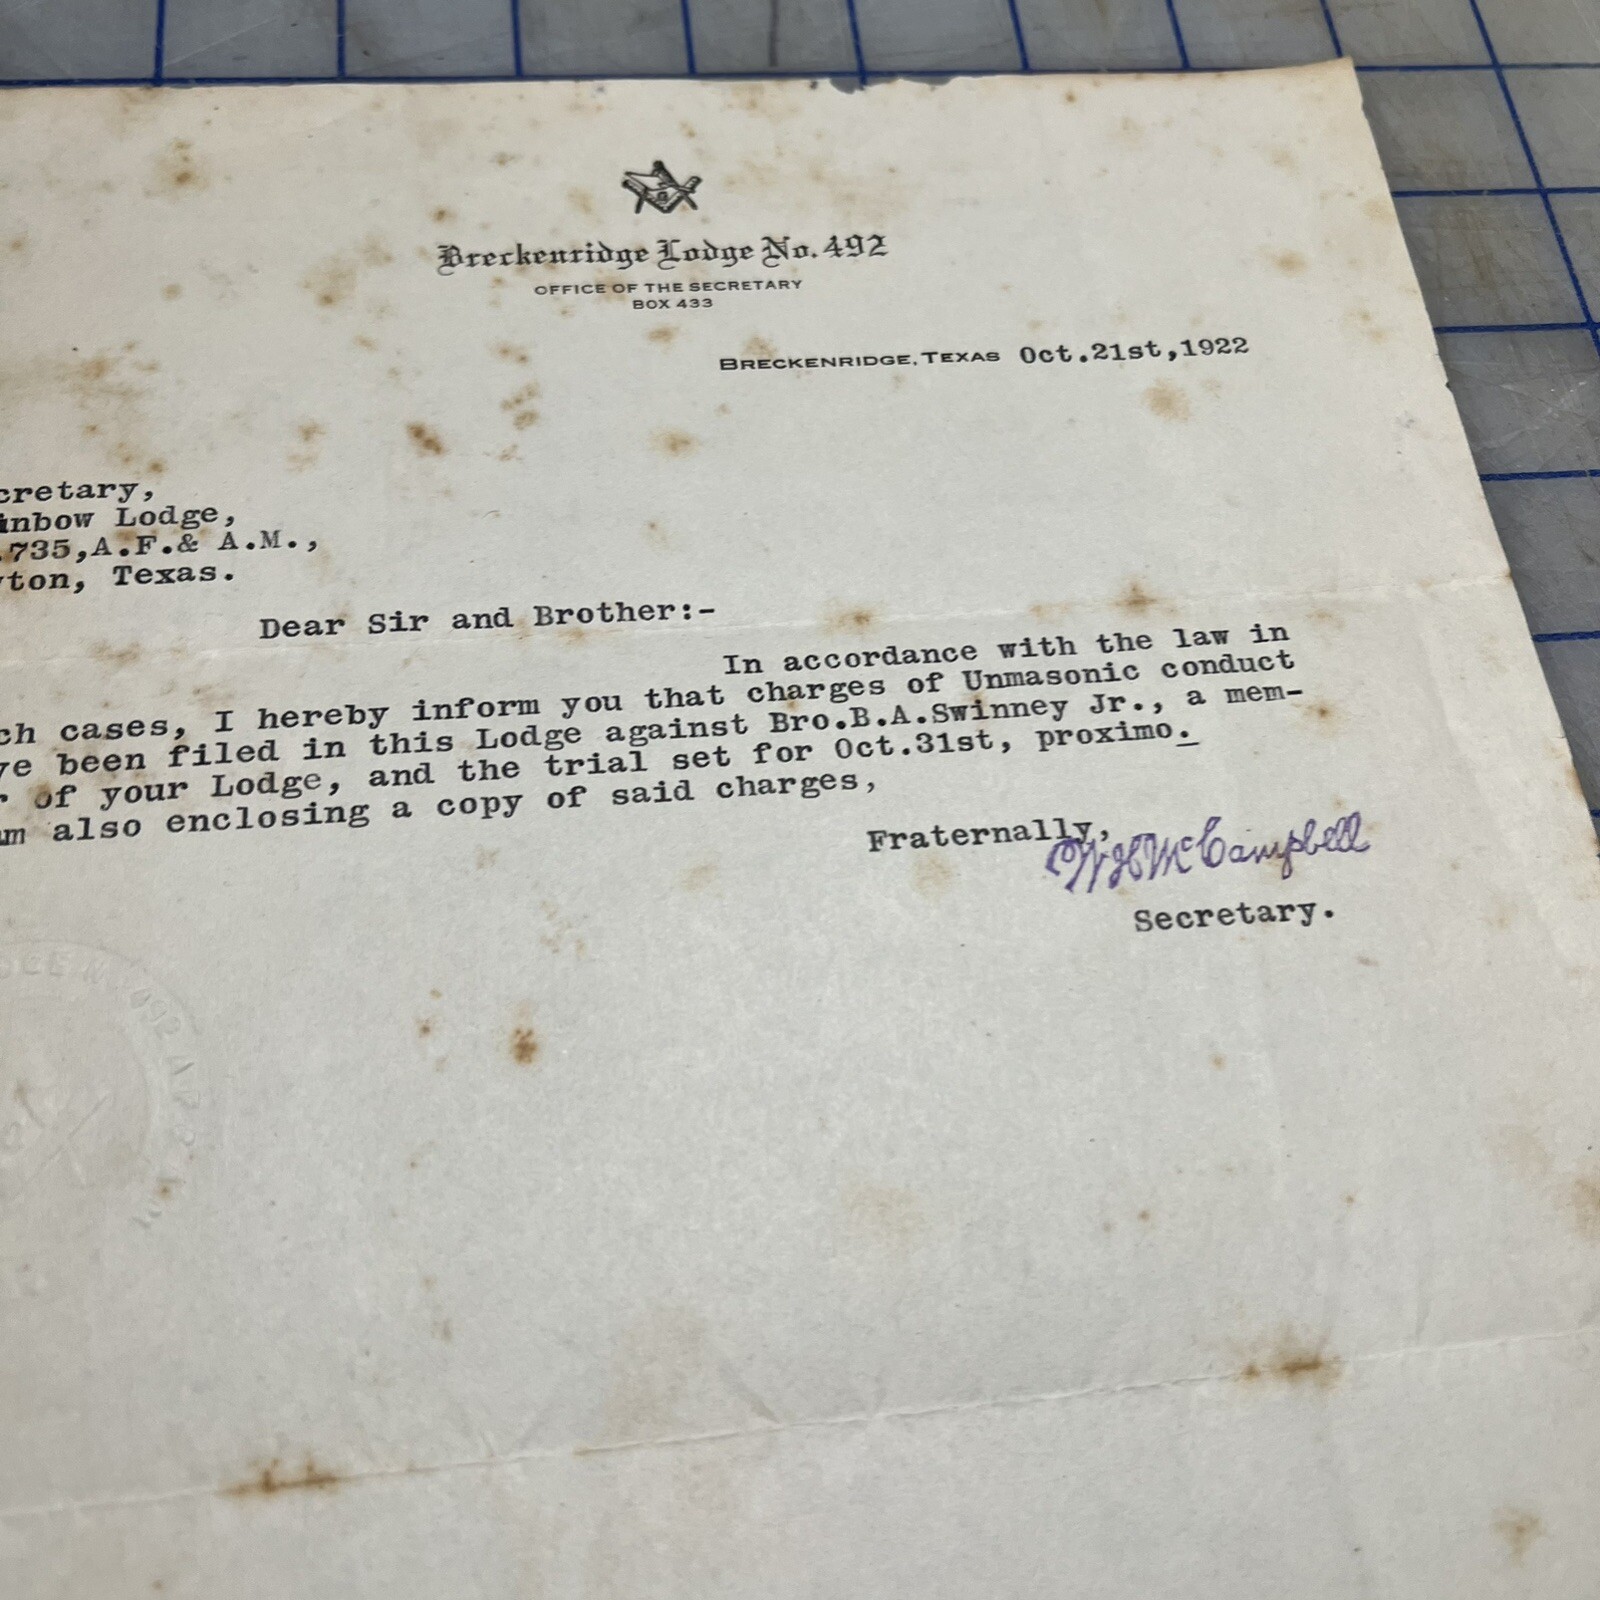 Breckenridge Lodge No. 492
OFFICE OF THE SECRETARY
BOX 433
BRECKENRIDGE, TEXAS Oct.21st,1922
cretary,
inbow Lodge,
.735,A.F.& A.M.,
yton, Texas.
Dear Sir and Brother:-
In accordance with the law in
ch cases, I hereby inform you that charges of Unmasonic conduct
ve been filed in this Lodge against Bro.B.A.Swinney Jr., a mem-
r of your Lodge, and the trial set for Oct.31st, proximo.
am also enclosing a copy of said charges,
Fraternally,
W H McCampbell
Secretary.